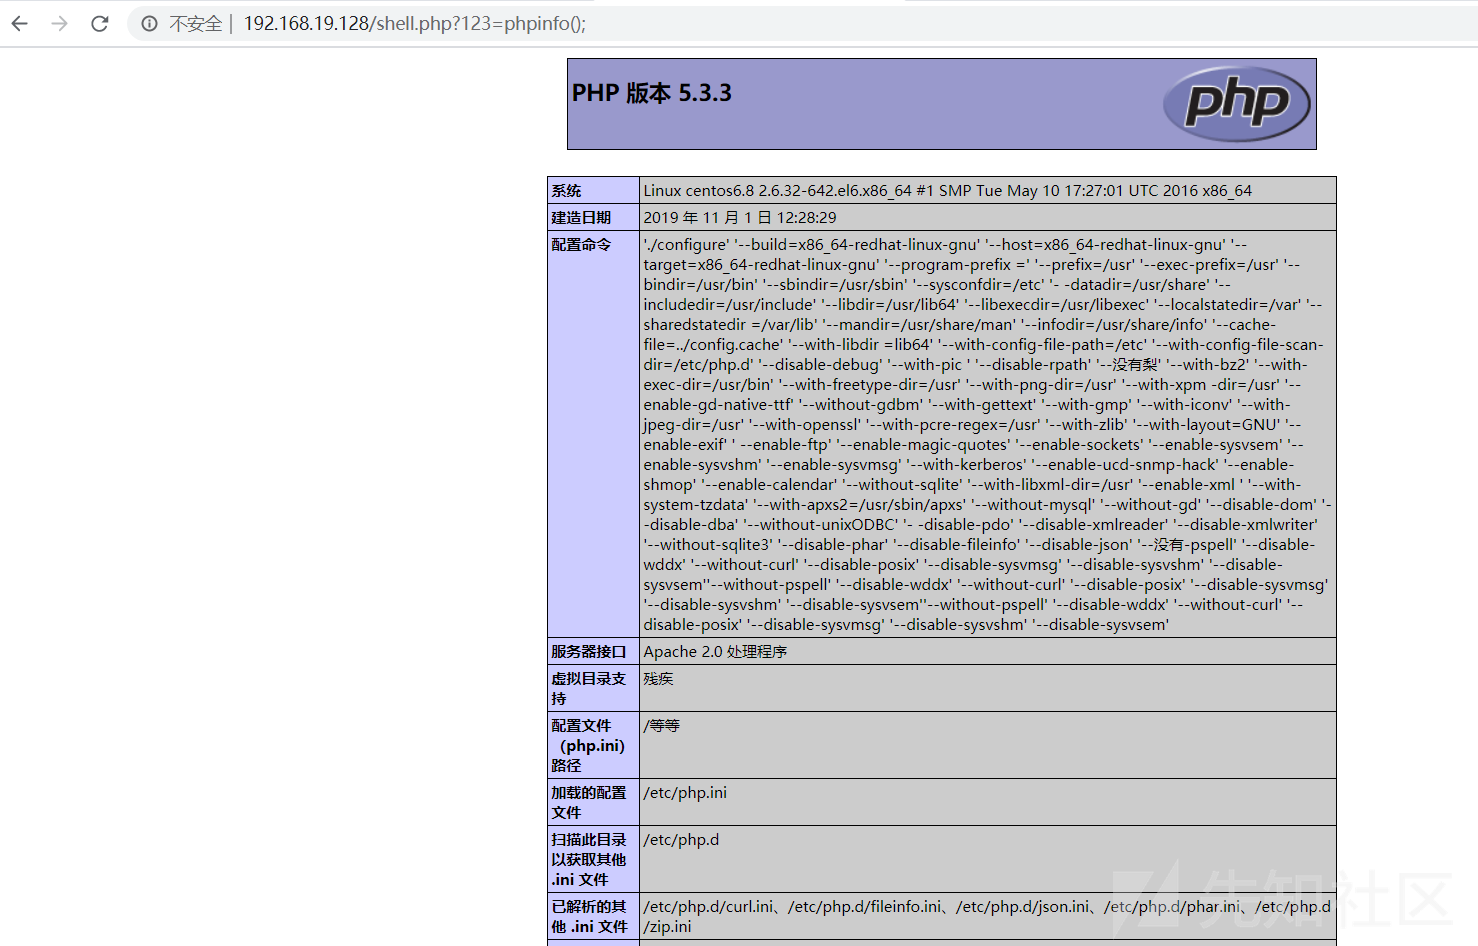 不安全 | 192.168.19.128/shell.php?123=phpinfo();
PHP 版本 5.3.3
php
系统 Linux centos6.8 2.6.32-642.el6.x86_64 #1 SMP Tue May 10 17:27:01 UTC 2016 x86_64
建造日期 2019 年 11 月 1 日 12:28:29
配置命令 './configure' '--build=x86_64-redhat-linux-gnu' '--host=x86_64-redhat-linux-gnu' '--
target=x86_64-redhat-linux-gnu' '--program-prefix =' '--prefix=/usr' '--exec-prefix=/usr' '--
bindir=/usr/bin' '--sbindir=/usr/sbin' '--sysconfdir=/etc' '- -datadir=/usr/share' '--
includedir=/usr/include' '--libdir=/usr/lib64' '--libexecdir=/usr/libexec' '--localstatedir=/var' '--
sharedstatedir =/var/lib' '--mandir=/usr/share/man' '--infodir=/usr/share/info' '--cache-
file=../config.cache' '--with-libdir =lib64' '--with-config-file-path=/etc' '--with-config-file-scan-
dir=/etc/php.d' '--disable-debug' '--with-pic ' '--disable-rpath' '--没有梨' '--with-bz2' '--with-
exec-dir=/usr/bin' '--with-freetype-dir=/usr' '--with-png-dir=/usr' '--with-xpm -dir=/usr' '--
enable-gd-native-ttf' '--without-gdbm' '--with-gettext' '--with-gmp' '--with-iconv' '--with-
jpeg-dir=/usr' '--with-openssl' '--with-pcre-regex=/usr' '--with-zlib' '--with-layout=GNU' '--
enable-exif' ' --enable-ftp' '--enable-magic-quotes' '--enable-sockets' '--enable-sysvsem' '--
enable-sysvshm' '--enable-sysvmsg' '--with-kerberos' '--enable-ucd-snmp-hack' '--enable-
shmop' '--enable-calendar' '--without-sqlite' '--with-libxml-dir=/usr' '--enable-xml ' '--with-
system-tzdata' '--with-apxs2=/usr/sbin/apxs' '--without-mysql' '--without-gd' '--disable-dom' '-
-disable-dba' '--without-unixODBC' '- -disable-pdo' '--disable-xmlreader' '--disable-xmlwriter'
'--without-sqlite3' '--disable-phar' '--disable-fileinfo' '--disable-json' '--没有-pspell' '--disable-
wddx' '--without-curl' '--disable-posix' '--disable-sysvmsg' '--disable-sysvshm' '--disable-
sysvsem''--without-pspell' '--disable-wddx' '--without-curl' '--disable-posix' '--disable-sysvmsg'
'--disable-sysvshm' '--disable-sysvsem''--without-pspell' '--disable-wddx' '--without-curl' '--
disable-posix' '--disable-sysvmsg' '--disable-sysvshm' '--disable-sysvsem'
服务器接口 Apache 2.0 处理程序
虚拟目录支 残疾
持
配置文件 /等等
（php.ini）
路径
加载的配置 /etc/php.ini
文件
扫描此目录 /etc/php.d
以获取其他
.ini 文件
已解析的其 /etc/php.d/curl.ini、/etc/php.d/fileinfo.ini、/etc/php.d/json.ini、/etc/php.d/phar.ini、/etc/php.d
他 .ini 文件 /zip.ini
先知社区